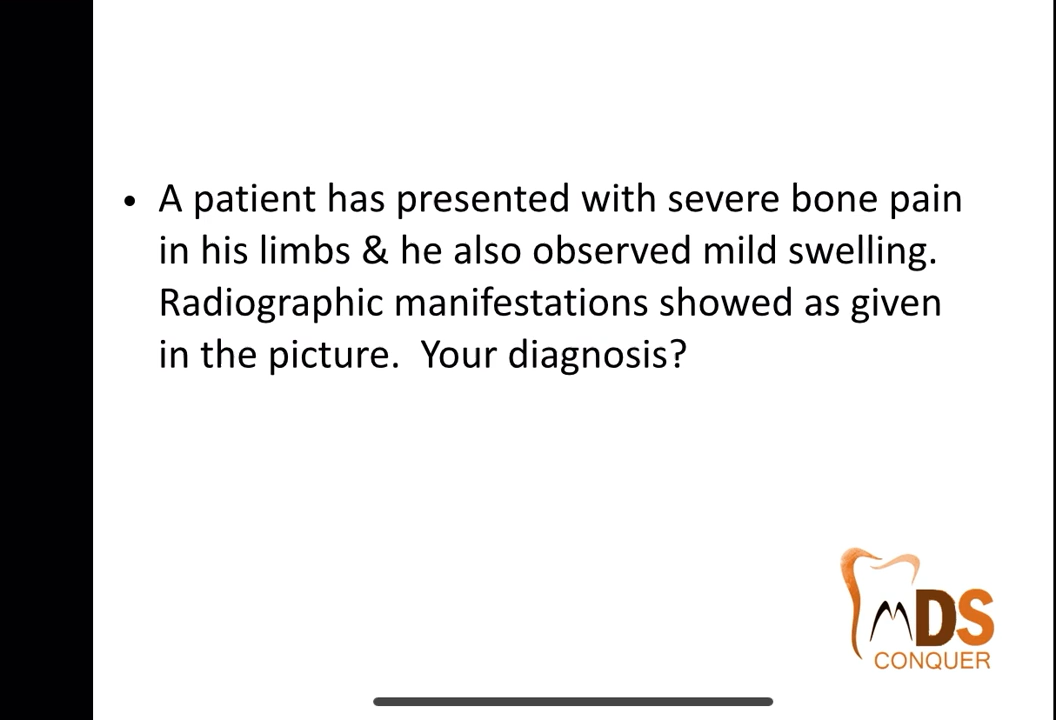 • A patient has presented with severe bone pain
in his limbs & he also observed mild swelling.
Radiographic manifestations showed as given
in the picture.  Your diagnosis?
MDS
CONQUER